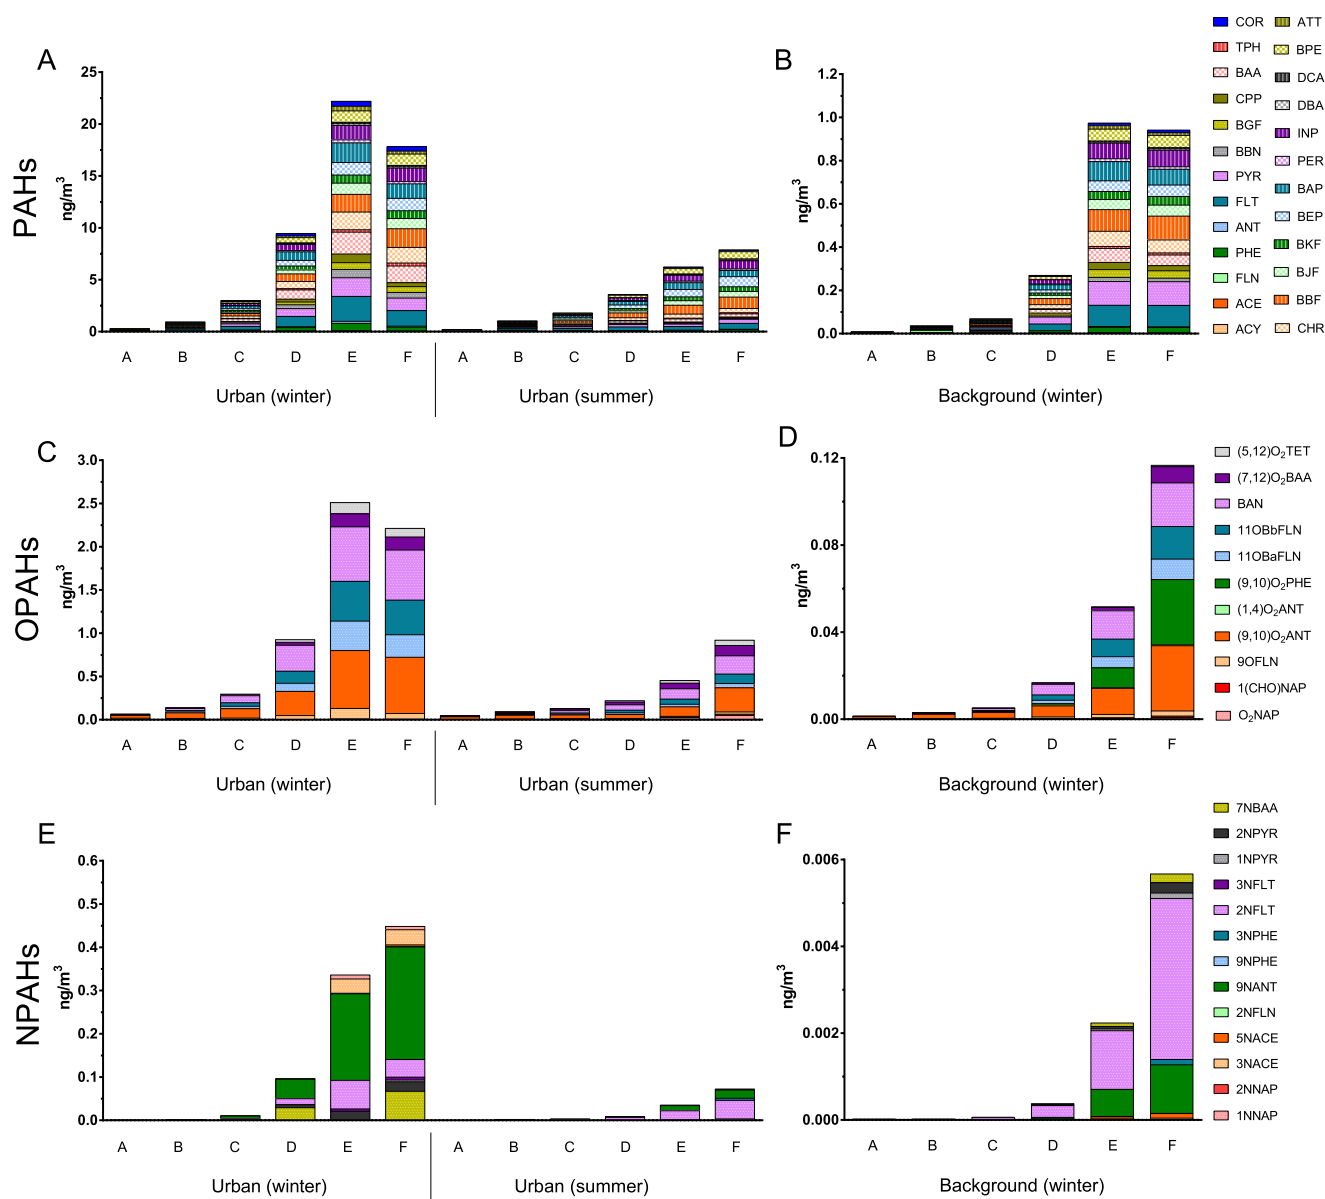 A
PAHs
ng/m³
25
20
15
10
5
0
A B C D E F A B C D E F
Urban (winter) Urban (summer)
B
ng/m³
1.2
1.0
0.8
0.6
0.4
0.2
0.0
A B C D E F
Background (winter)
COR ATT
TPH BPE
BAA DCA
CPP DBA
BGF INP
BBN PER
PYR BAP
FLT BEP
ANT BKF
PHE BJF
FLN BBF
ACE CHR
ACY
C
OPAHs
ng/m³
3.0
2.5
2.0
1.5
1.0
0.5
0.0
A B C D E F A B C D E F
Urban (winter) Urban (summer)
D
ng/m³
0.12
0.08
0.04
0.00
A B C D E F
Background (winter)
(5,12)O₂TET
(7,12)O₂BAA
BAN
11OBbFLN
11OBaFLN
(9,10)O₂PHE
(1,4)O₂ANT
(9,10)O₂ANT
9OFLN
1(CHO)NAP
O₂NAP
E
NPAHs
ng/m³
0.6
0.5
0.4
0.3
0.2
0.1
0.0
A B C D E F A B C D E F
Urban (winter) Urban (summer)
F
ng/m³
0.006
0.004
0.002
0.000
A B C D E F
Background (winter)
7NBAA
2NPYR
1NPYR
3NFLT
2NFLT
3NPHE
9NPHE
9NANT
2NFLN
5NACE
3NACE
2NNAP
1NNAP